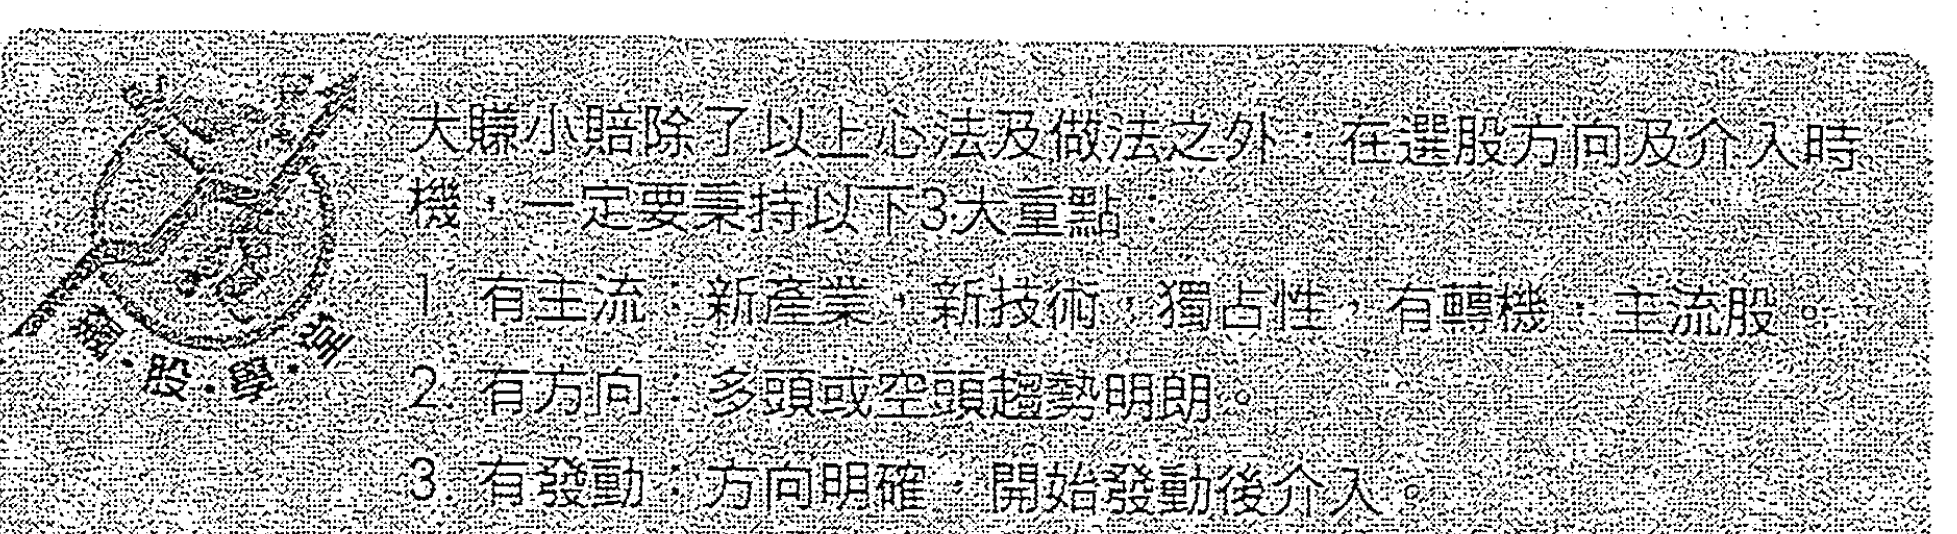 大賺小賠除了以上心法及做法之外,在選股方向及介入時
機,一定要秉持以下3大重點:
1. 有主流:新產業,新技術,獨占性,有轉機,主流股。
2. 有方向:多頭或空頭趨勢明朗。
3. 有發動:方向明確,開始發動後介入。
股·學·堂